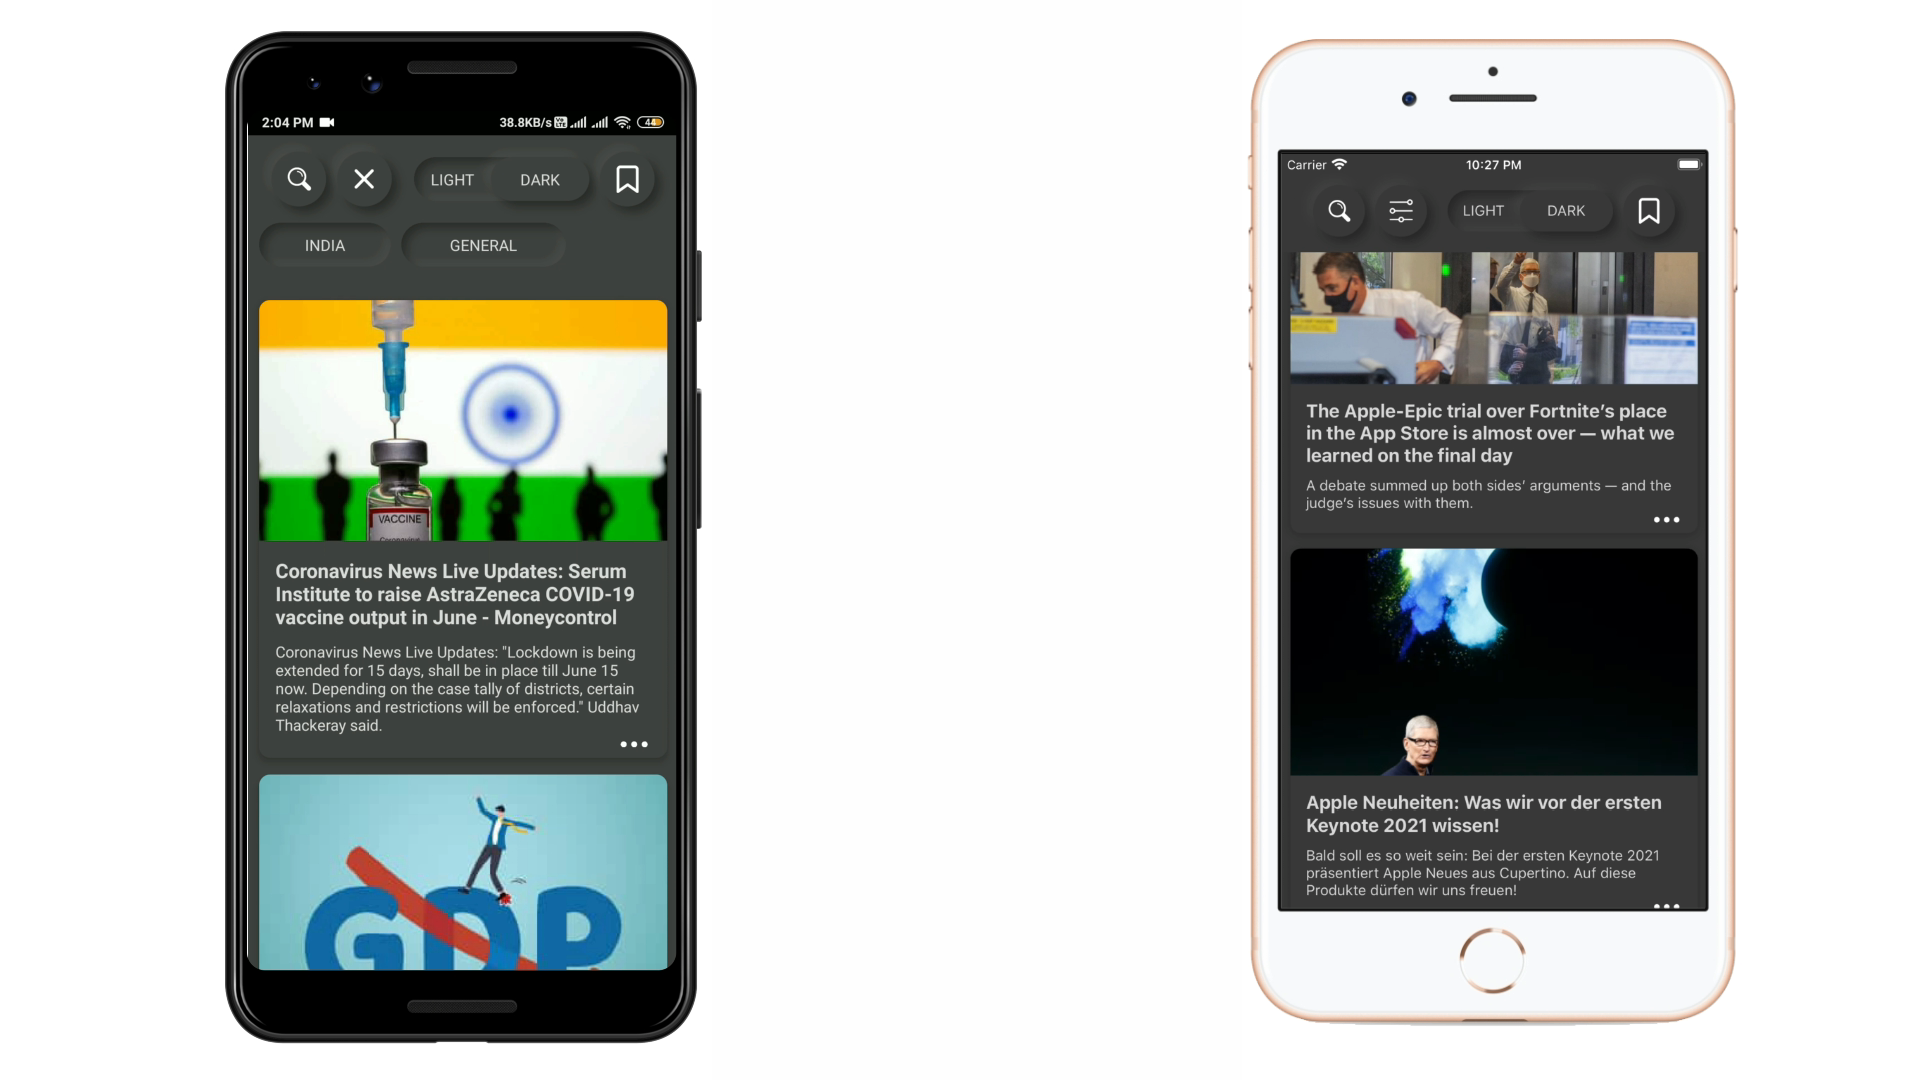 2:04 PM
38.8KB/s
44
LIGHT DARK
INDIA GENERAL
VACCINE
Coronavirus News Live Updates: Serum
Institute to raise AstraZeneca COVID-19
vaccine output in June - Moneycontrol
Coronavirus News Live Updates: "Lockdown is being
extended for 15 days, shall be in place till June 15
now. Depending on the case tally of districts, certain
relaxations and restrictions will be enforced." Uddhav
Thackeray said.
GDP
Carrier 10:27 PM
LIGHT DARK
The Apple-Epic trial over Fortnite’s place
in the App Store is almost over — what we
learned on the final day
A debate summed up both sides’ arguments — and the
judge’s issues with them.
Apple Neuheiten: Was wir vor der ersten
Keynote 2021 wissen!
Bald soll es so weit sein: Bei der ersten Keynote 2021
präsentiert Apple Neues aus Cupertino. Auf diese
Produkte dürfen wir uns freuen!